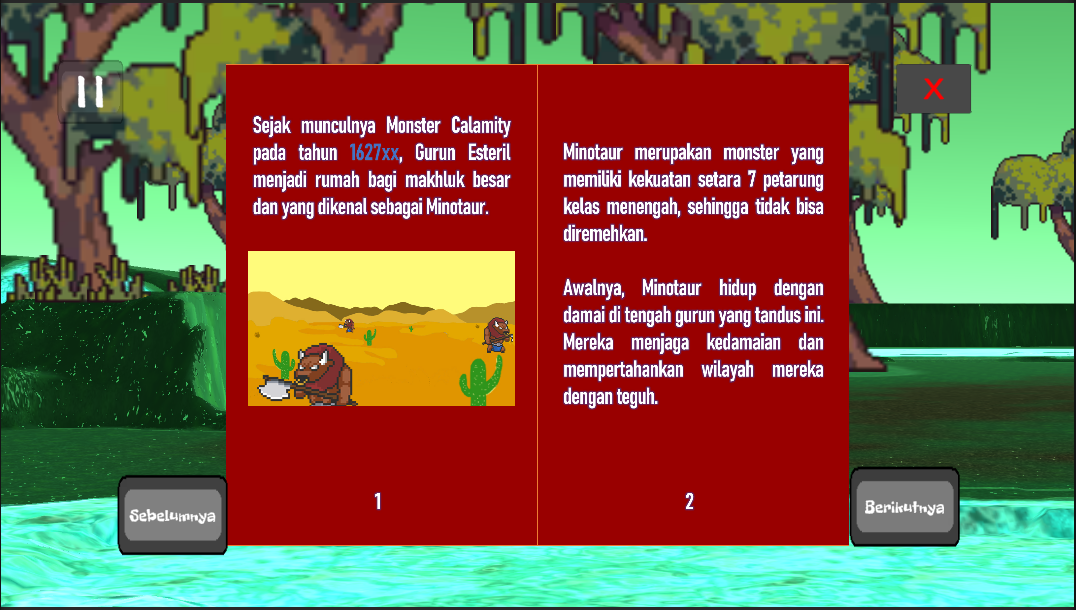 Sejak munculnya Monster Calamity
pada tahun 1627xx, Gurun Esteril
menjadi rumah bagi makhluk besar
dan yang dikenal sebagai Minotaur.
1
Minotaur merupakan monster yang
memiliki kekuatan setara 7 petarung
kelas menengah, sehingga tidak bisa
diremehkan.
Awalnya, Minotaur hidup dengan
damai di tengah gurun yang tandus ini.
Mereka menjaga kedamaian dan
mempertahankan wilayah mereka
dengan teguh.
2
X
Sebelumnya
Berikutnya